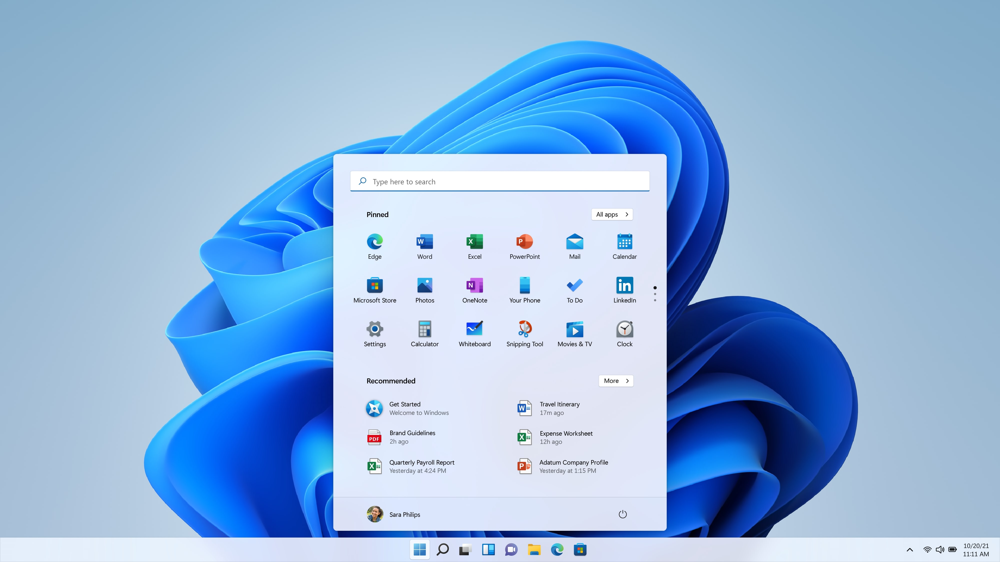 Type here to search
Pinned
All apps
Edge
Word
Excel
PowerPoint
Mail
Calendar
Microsoft Store
Photos
OneNote
Your Phone
To Do
LinkedIn
Settings
Calculator
Whiteboard
Snipping Tool
Movies & TV
Clock
Recommended
More
Get Started
Welcome to Windows
Travel Itinerary
17m ago
Brand Guidelines
2h ago
Expense Worksheet
12h ago
Quarterly Payroll Report
Yesterday at 4:24 PM
Adatum Company Profile
Yesterday at 1:15 PM
Sara Philips
10/20/21
11:11 AM
W
X
P
N
in
W
PDF
X
X
P